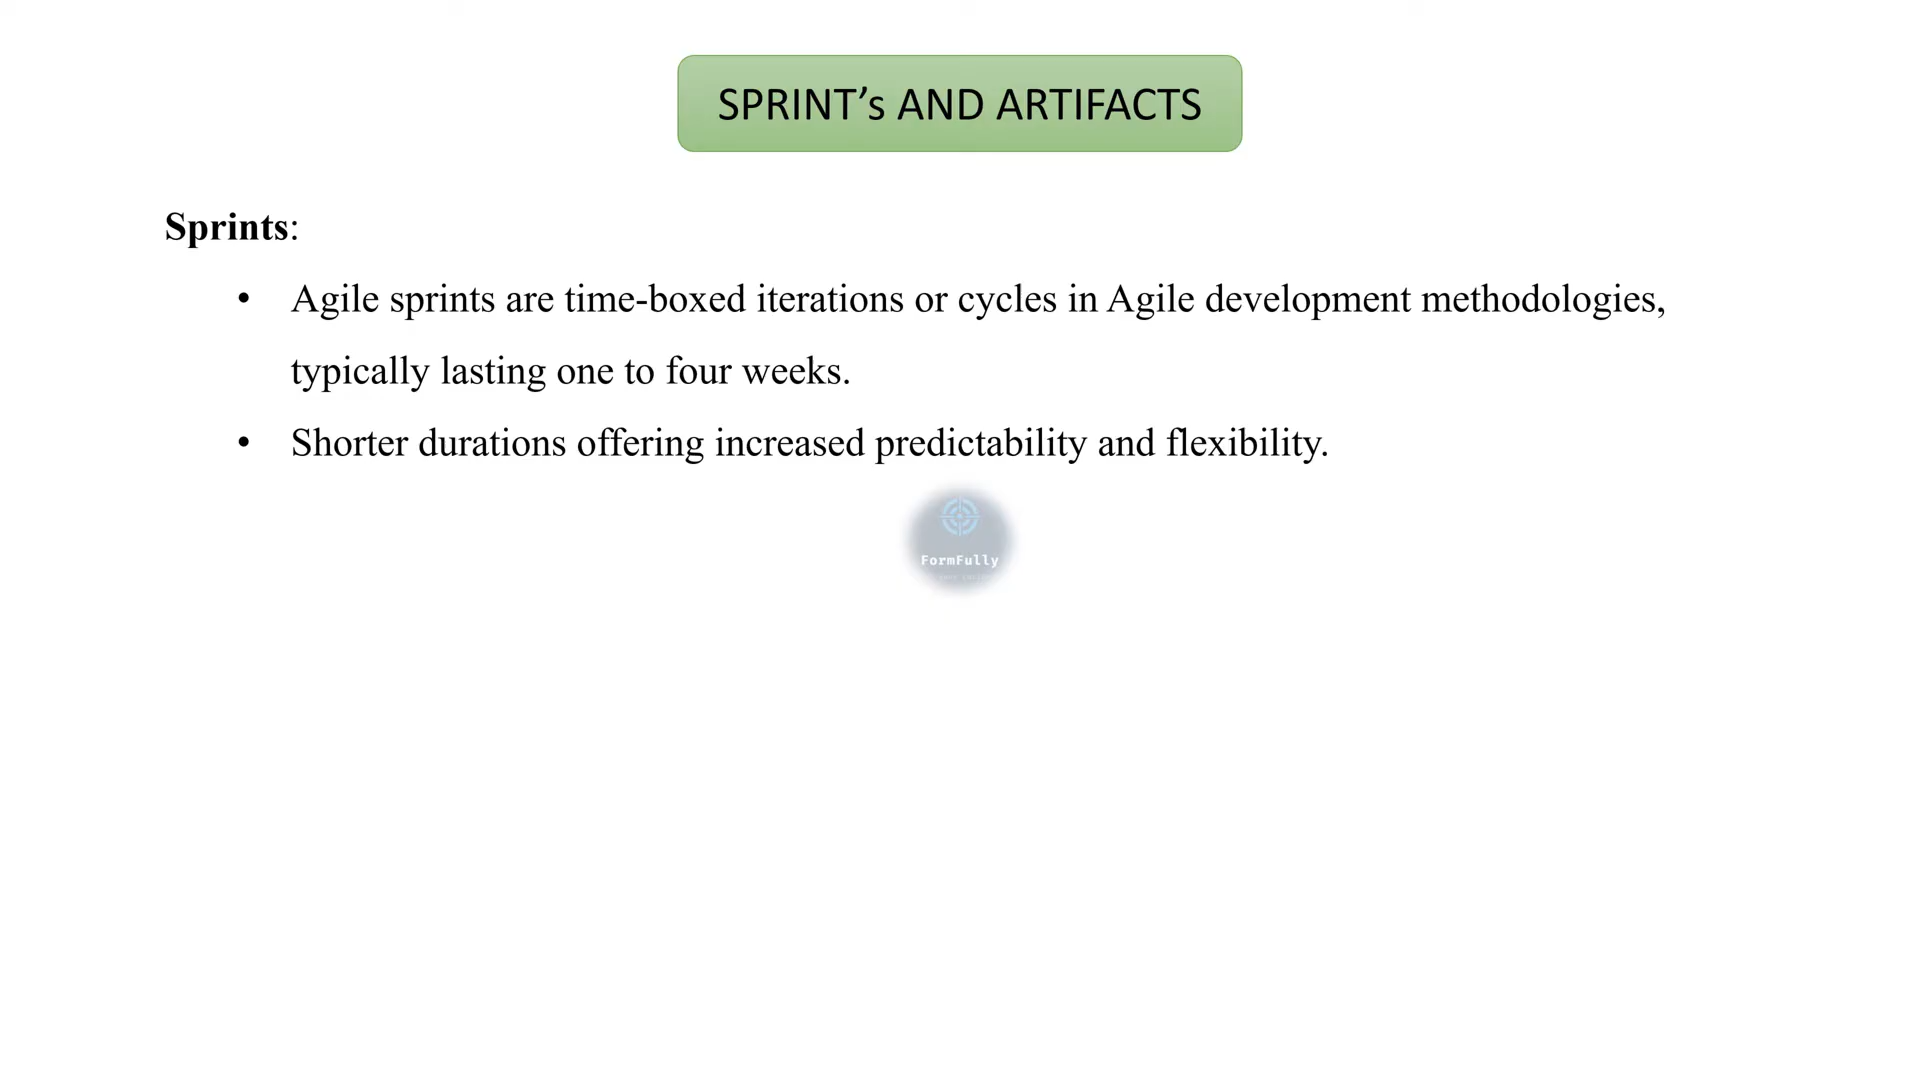 SPRINT’s AND ARTIFACTS
Sprints:
• Agile sprints are time-boxed iterations or cycles in Agile development methodologies,
typically lasting one to four weeks.
• Shorter durations offering increased predictability and flexibility.
FormFully